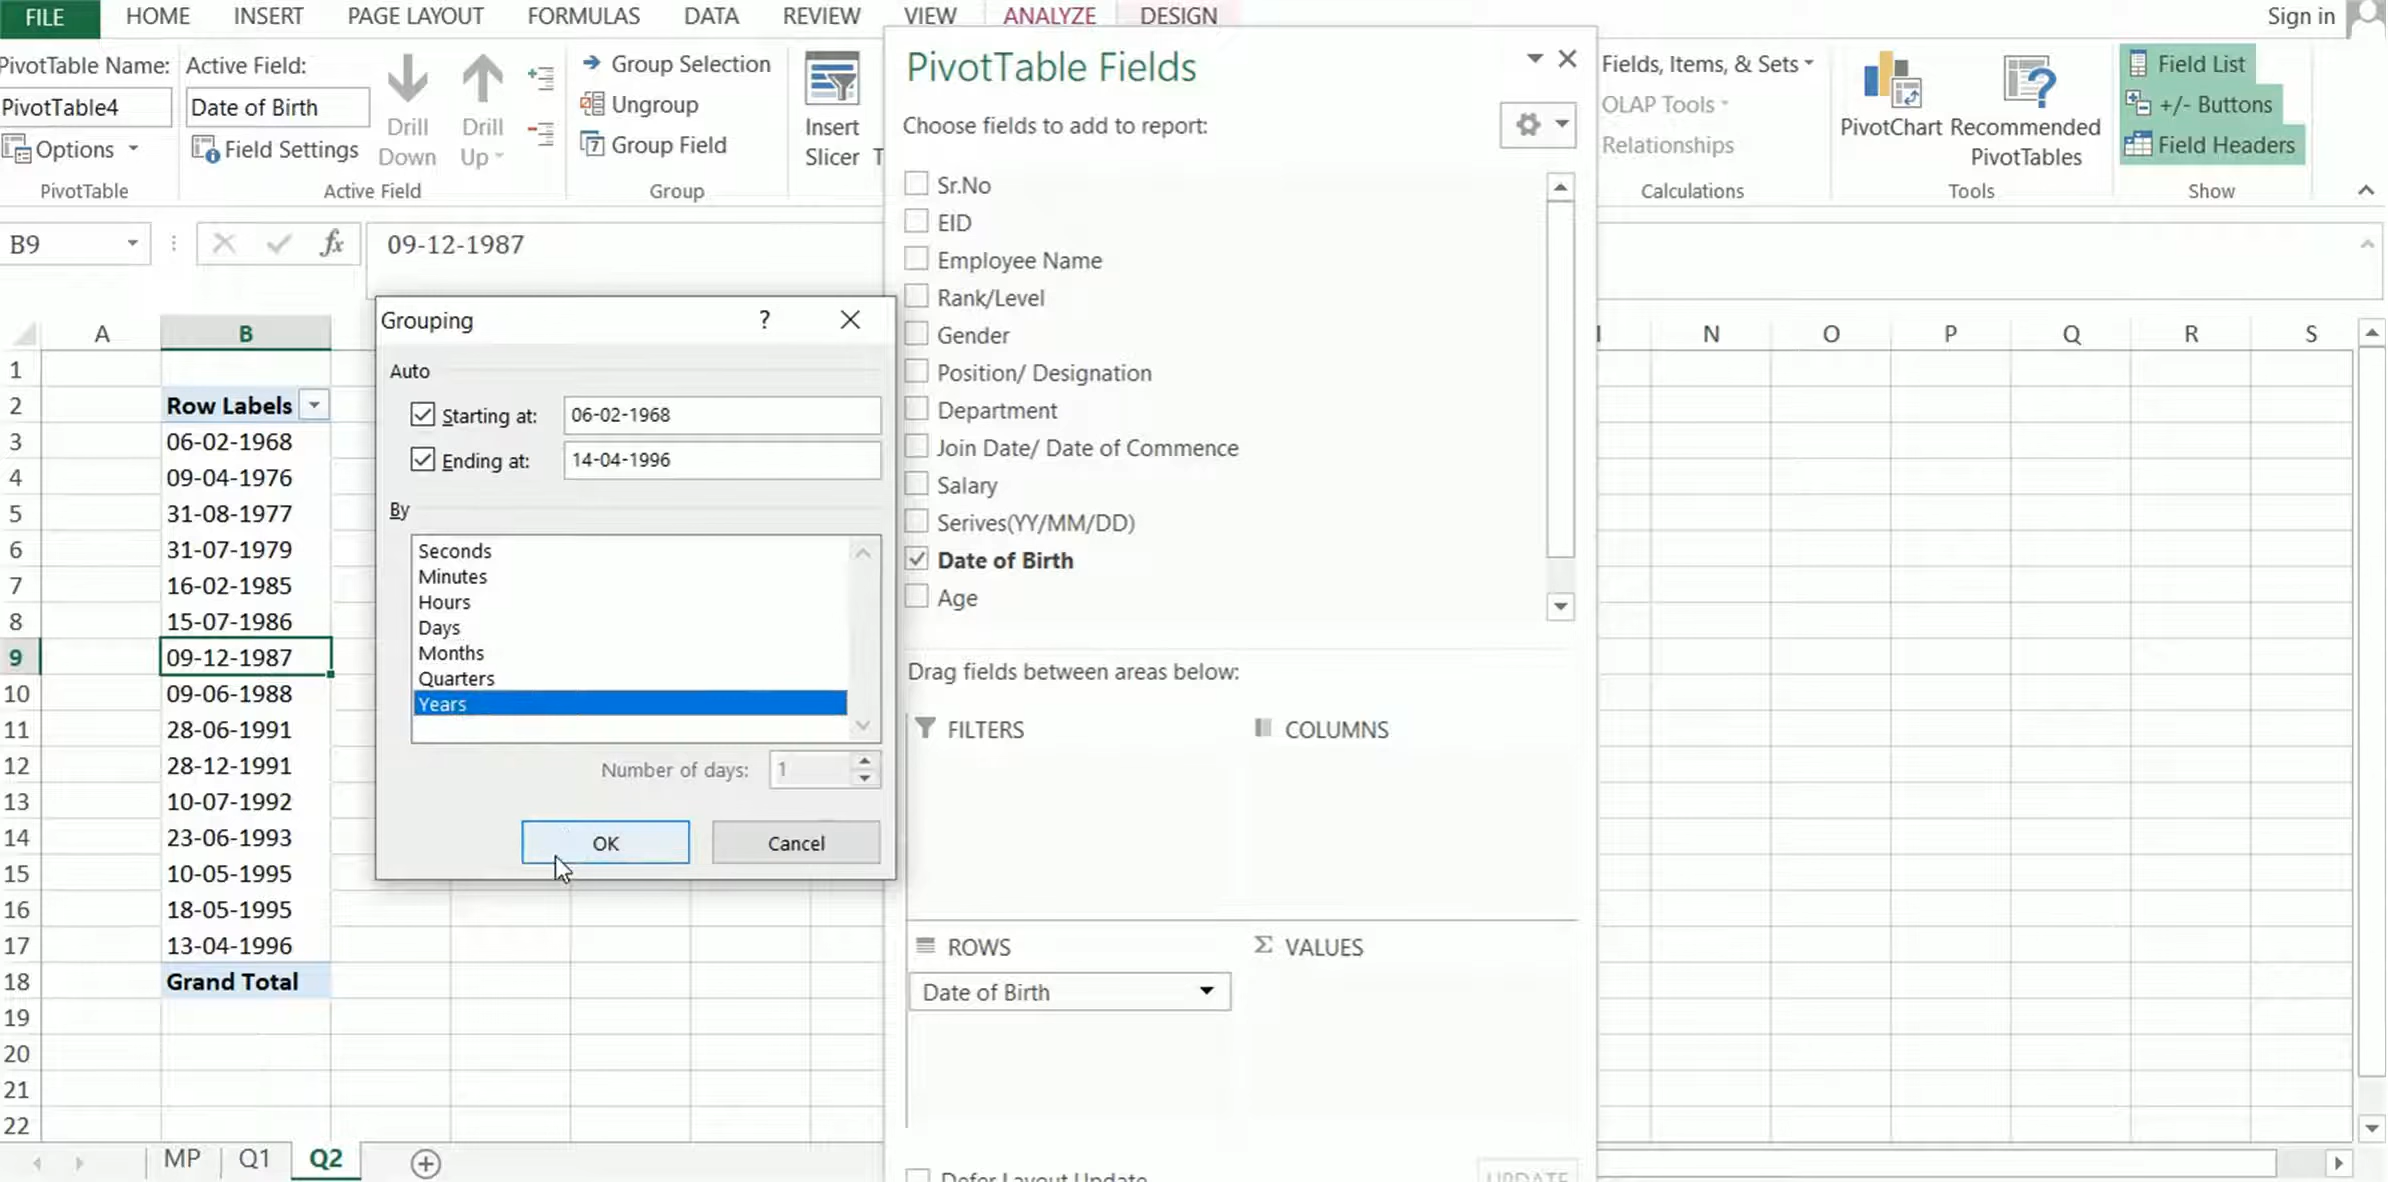 FILE HOME INSERT PAGE LAYOUT FORMULAS DATA REVIEW VIEW ANALYZE DESIGN Sign in
PivotTable Name:
PivotTable4
Options
PivotTable
Active Field:
Date of Birth
Field Settings
Drill Down
Drill Up
Active Field
Group Selection
Ungroup
7 Group Field
Group
Insert Slicer
T
Fields, Items, & Sets
OLAP Tools
Relationships
Calculations
PivotChart
Recommended PivotTables
Tools
Field List
+/- Buttons
Field Headers
Show
B9
fx
09-12-1987
A B N O P Q R S
1
2 Row Labels
3 06-02-1968
4 09-04-1976
5 31-08-1977
6 31-07-1979
7 16-02-1985
8 15-07-1986
9 09-12-1987
10 09-06-1988
11 28-06-1991
12 28-12-1991
13 10-07-1992
14 23-06-1993
15 10-05-1995
16 18-05-1995
17 13-04-1996
18 Grand Total
19
20
21
22
Grouping ?
Auto
Starting at: 06-02-1968
Ending at: 14-04-1996
By
Seconds
Minutes
Hours
Days
Months
Quarters
Years
Number of days: 1
OK Cancel
PivotTable Fields
Choose fields to add to report:
Sr.No
EID
Employee Name
Rank/Level
Gender
Position/ Designation
Department
Join Date/ Date of Commence
Salary
Serives(YY/MM/DD)
Date of Birth
Age
Drag fields between areas below:
FILTERS
COLUMNS
ROWS
Σ VALUES
Date of Birth
Defer Layout Update UPDATE
MP Q1 Q2